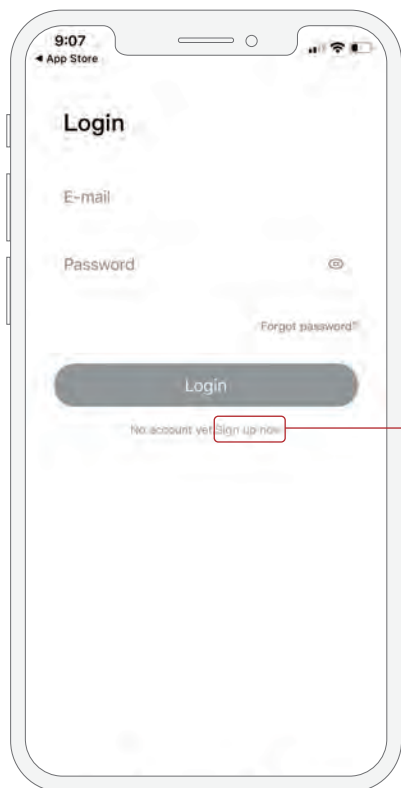 9:07
◀ App Store
Login
E-mail
Password
Forgot password?
Login
No account yet Sign up now